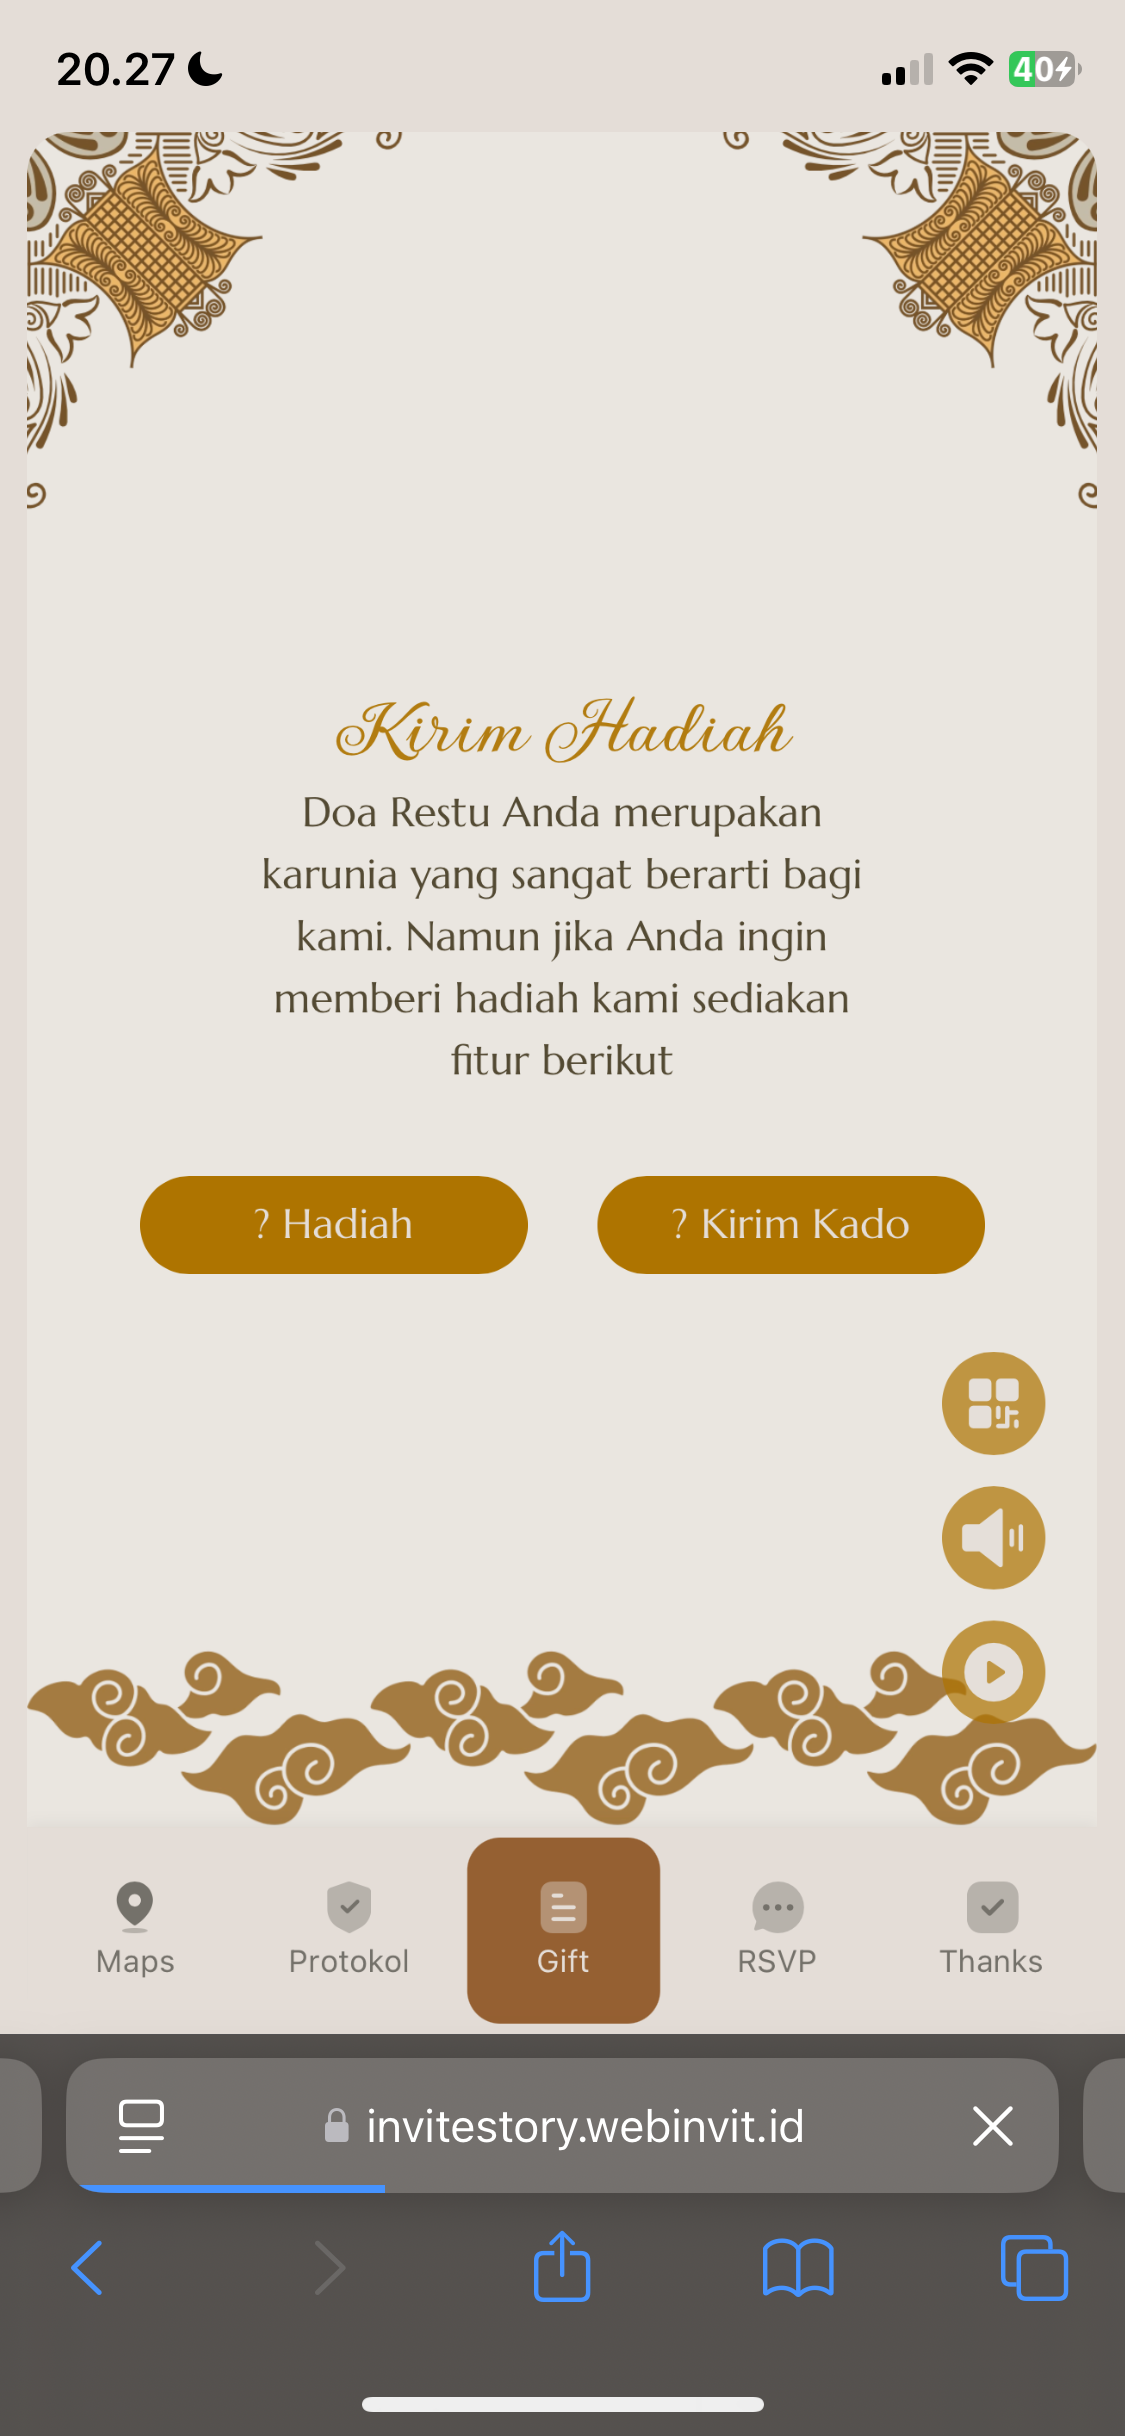 20.27
40
Kirim Hadiah
Doa Restu Anda merupakan
karunia yang sangat berarti bagi
kami. Namun jika Anda ingin
memberi hadiah kami sediakan
fitur berikut
? Hadiah
? Kirim Kado
Maps
Protokol
Gift
RSVP
Thanks
invitestory.webinvit.id